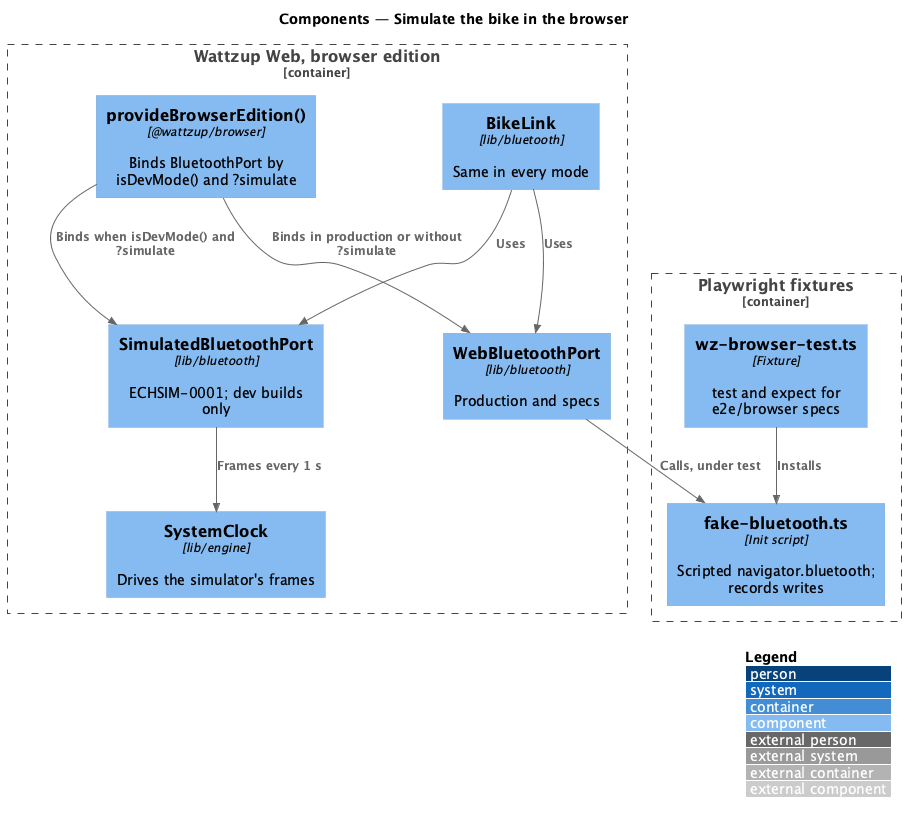 Components — Simulate the bike in the browser
Wattzup Web, browser edition
[container]
provideBrowserEdition()
[@wattzup/browser]
Binds BluetoothPort by
isDevMode() and ?simulate
BikeLink
[lib/bluetooth]
Same in every mode
Binds when isDevMode() and
?simulate
Binds in production or without
?simulate
Uses
Uses
Playwright fixtures
[container]
SimulatedBluetoothPort
[lib/bluetooth]
ECHSIM-0001; dev builds
only
WebBluetoothPort
[lib/bluetooth]
Production and specs
wz-browser-test.ts
[Fixture]
test and expect for
e2e/browser specs
Frames every 1 s
Calls, under test
Installs
SystemClock
[lib/engine]
Drives the simulator's frames
fake-bluetooth.ts
[Init script]
Scripted navigator.bluetooth;
records writes
Legend
person
system
container
component
external person
external system
external container
external component